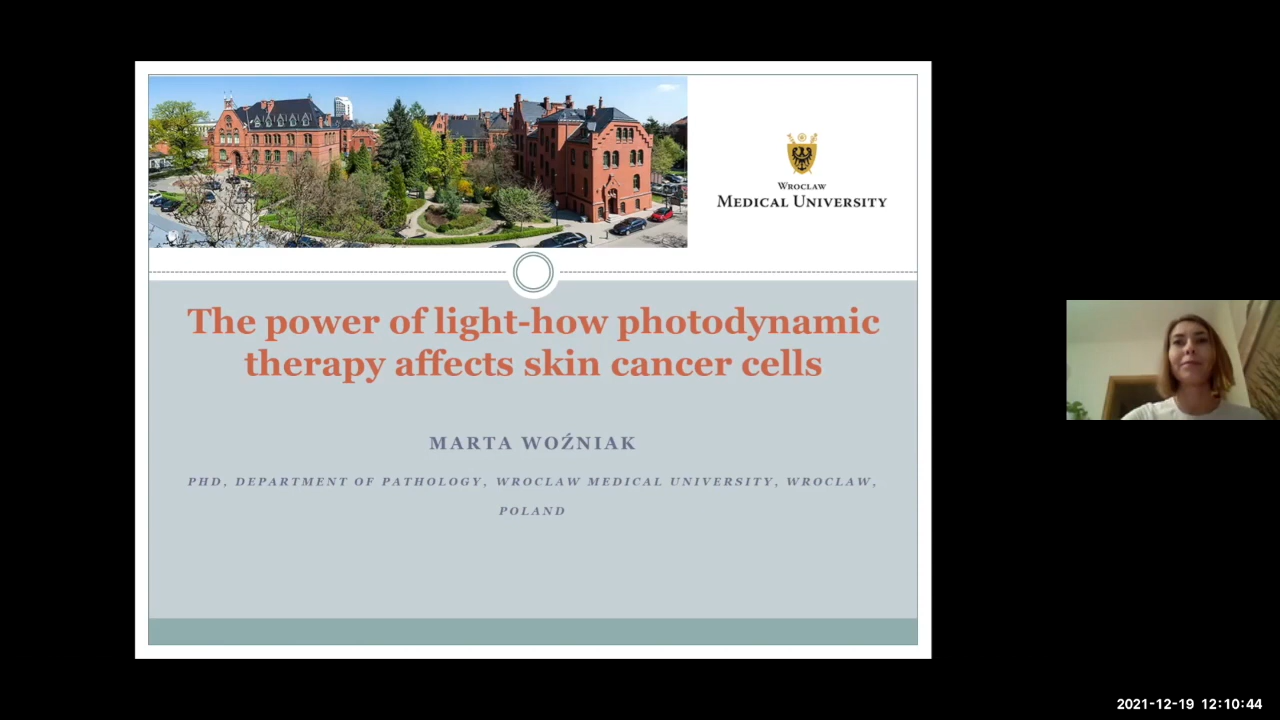 WROCLAW
MEDICAL UNIVERSITY
The power of light-how photodynamic
therapy affects skin cancer cells
MARTA WOŹNIAK
PHD, DEPARTMENT OF PATHOLOGY, WROCLAW MEDICAL UNIVERSITY, WROCLAW,
POLAND
2021-12-19 12:10:44